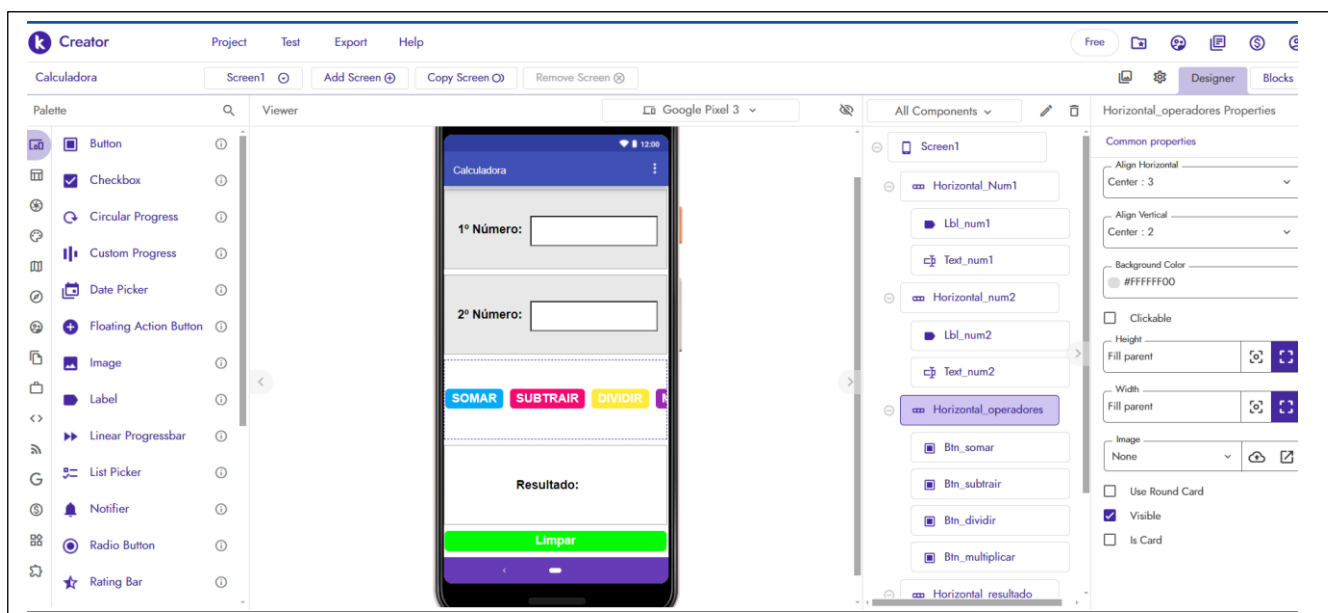 Creator Project Test Export Help Free
Calculadora Screen1 Add Screen Copy Screen Remove Screen Designer Blocks
Palette Viewer Google Pixel 3 All Components Horizontal_operadores Properties
Button
Checkbox
Circular Progress
Custom Progress
Date Picker
Floating Action Button
Image
Label
Linear Progressbar
List Picker
Notifier
Radio Button
Rating Bar
12:00
Calculadora
1º Número:
2º Número:
SOMAR SUBTRAIR DIVIDIR M
Resultado:
Limpar
Screen1
Horizontal_Num1
Lbl_num1
Text_num1
Horizontal_num2
Lbl_num2
Text_num2
Horizontal_operadores
Btn_somar
Btn_subtrair
Btn_dividir
Btn_multiplicar
Horizontal_resultado
Common properties
Align Horizontal
Center : 3
Align Vertical
Center : 2
Background Color
#FFFFFF00
Clickable
Height
Fill parent
Width
Fill parent
Image
None
Use Round Card
Visible
Is Card